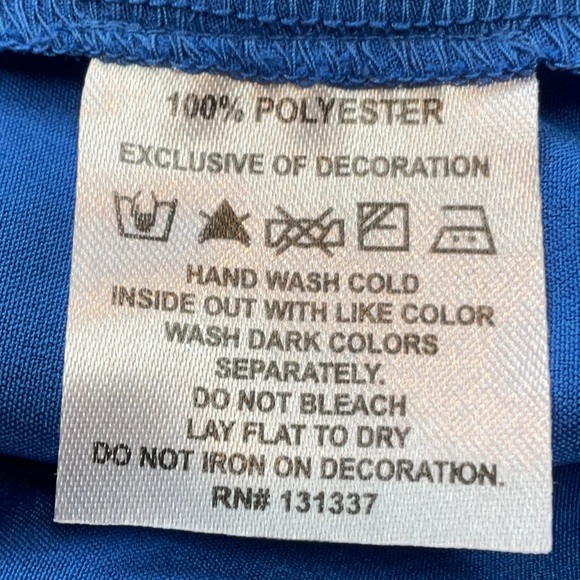 100% POLYESTER
EXCLUSIVE OF DECORATION
HAND WASH COLD
INSIDE OUT WITH LIKE COLOR
WASH DARK COLORS
SEPARATELY.
DO NOT BLEACH
LAY FLAT TO DRY
DO NOT IRON ON DECORATION.
RN# 131337